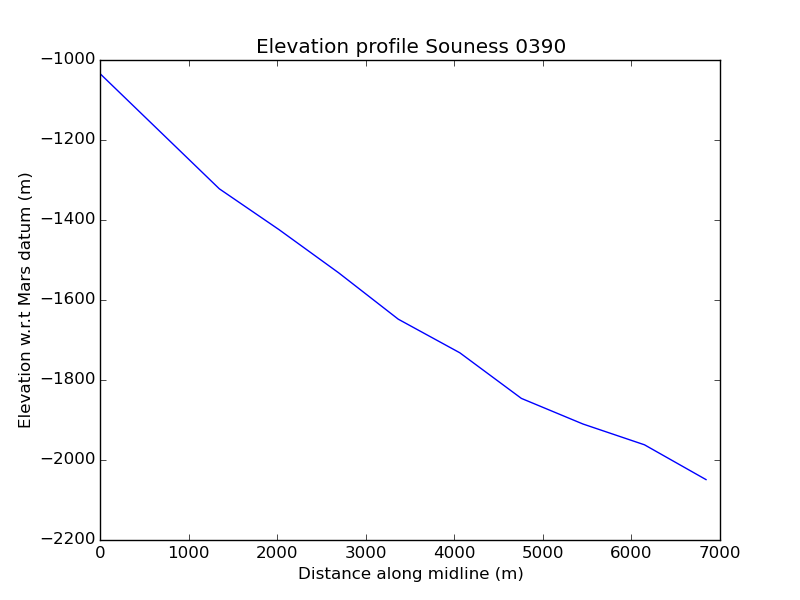 Elevation profile Souness 0390
−1000
−1200
−1400
−1600
−1800
−2000
−2200
Elevation w.r.t Mars datum (m)
0 1000 2000 3000 4000 5000 6000 7000
Distance along midline (m)